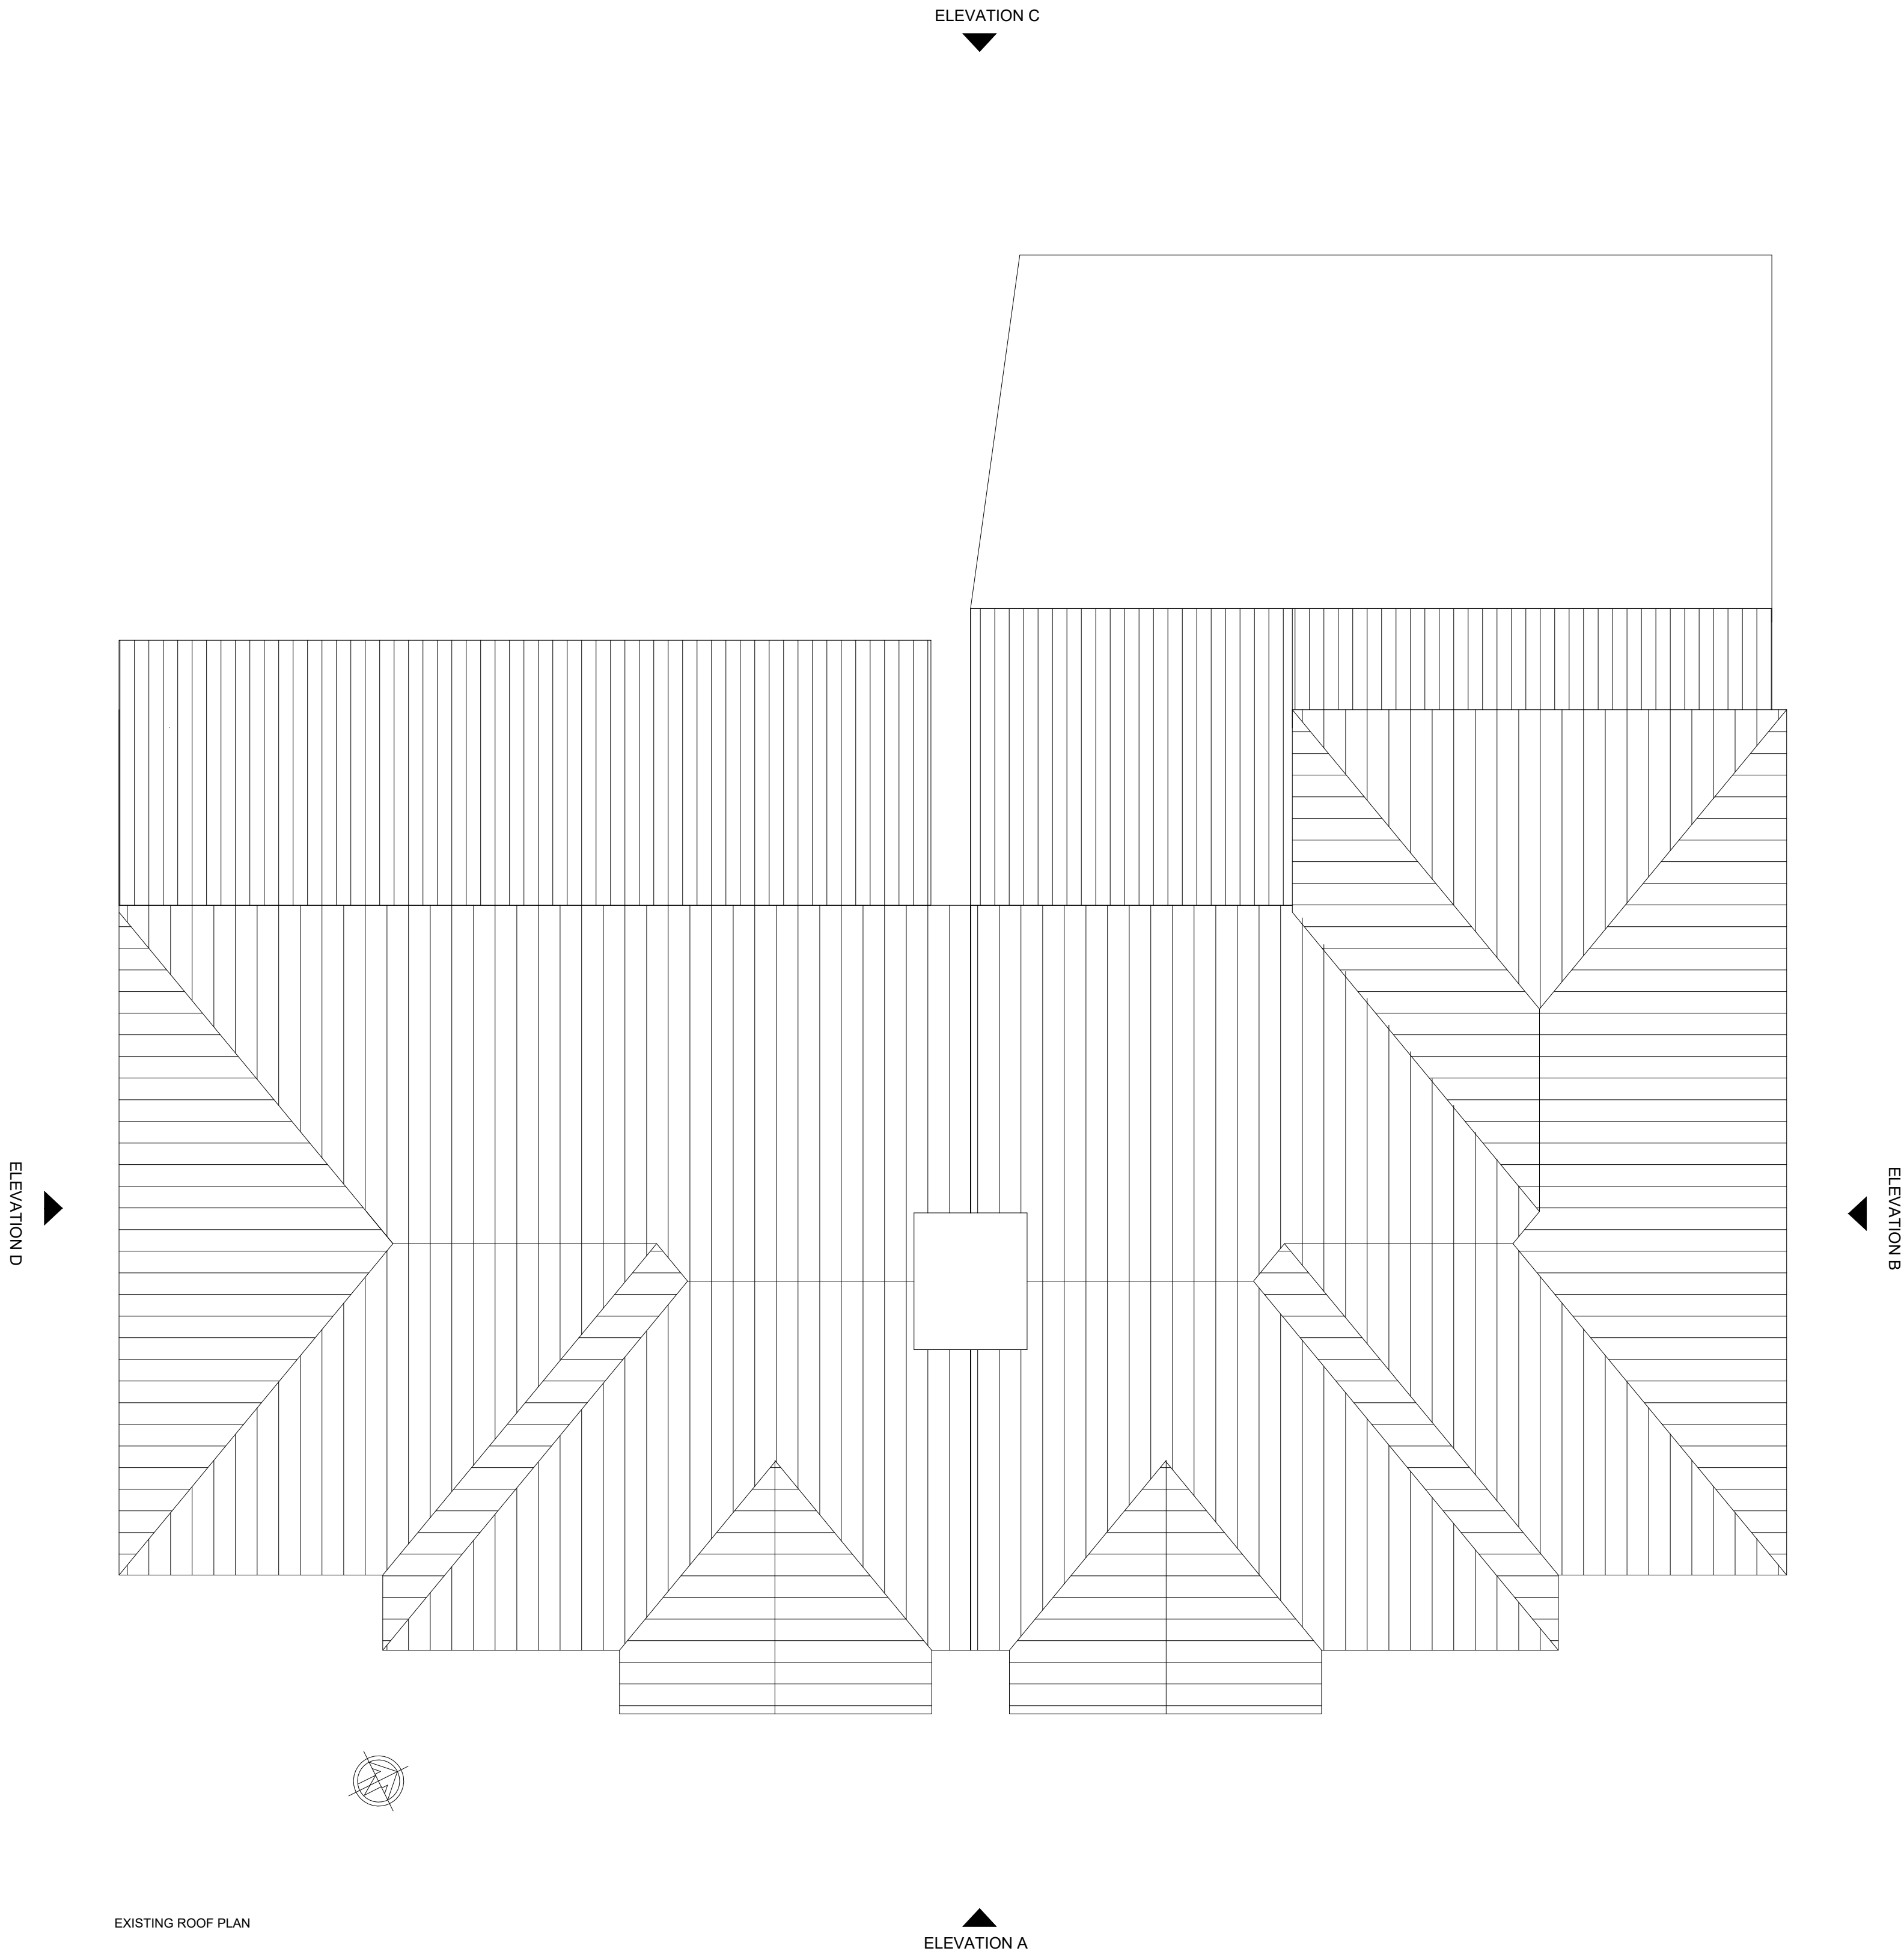 ELEVATION C
ELEVATION D
ELEVATION B
EXISTING ROOF PLAN
ELEVATION A